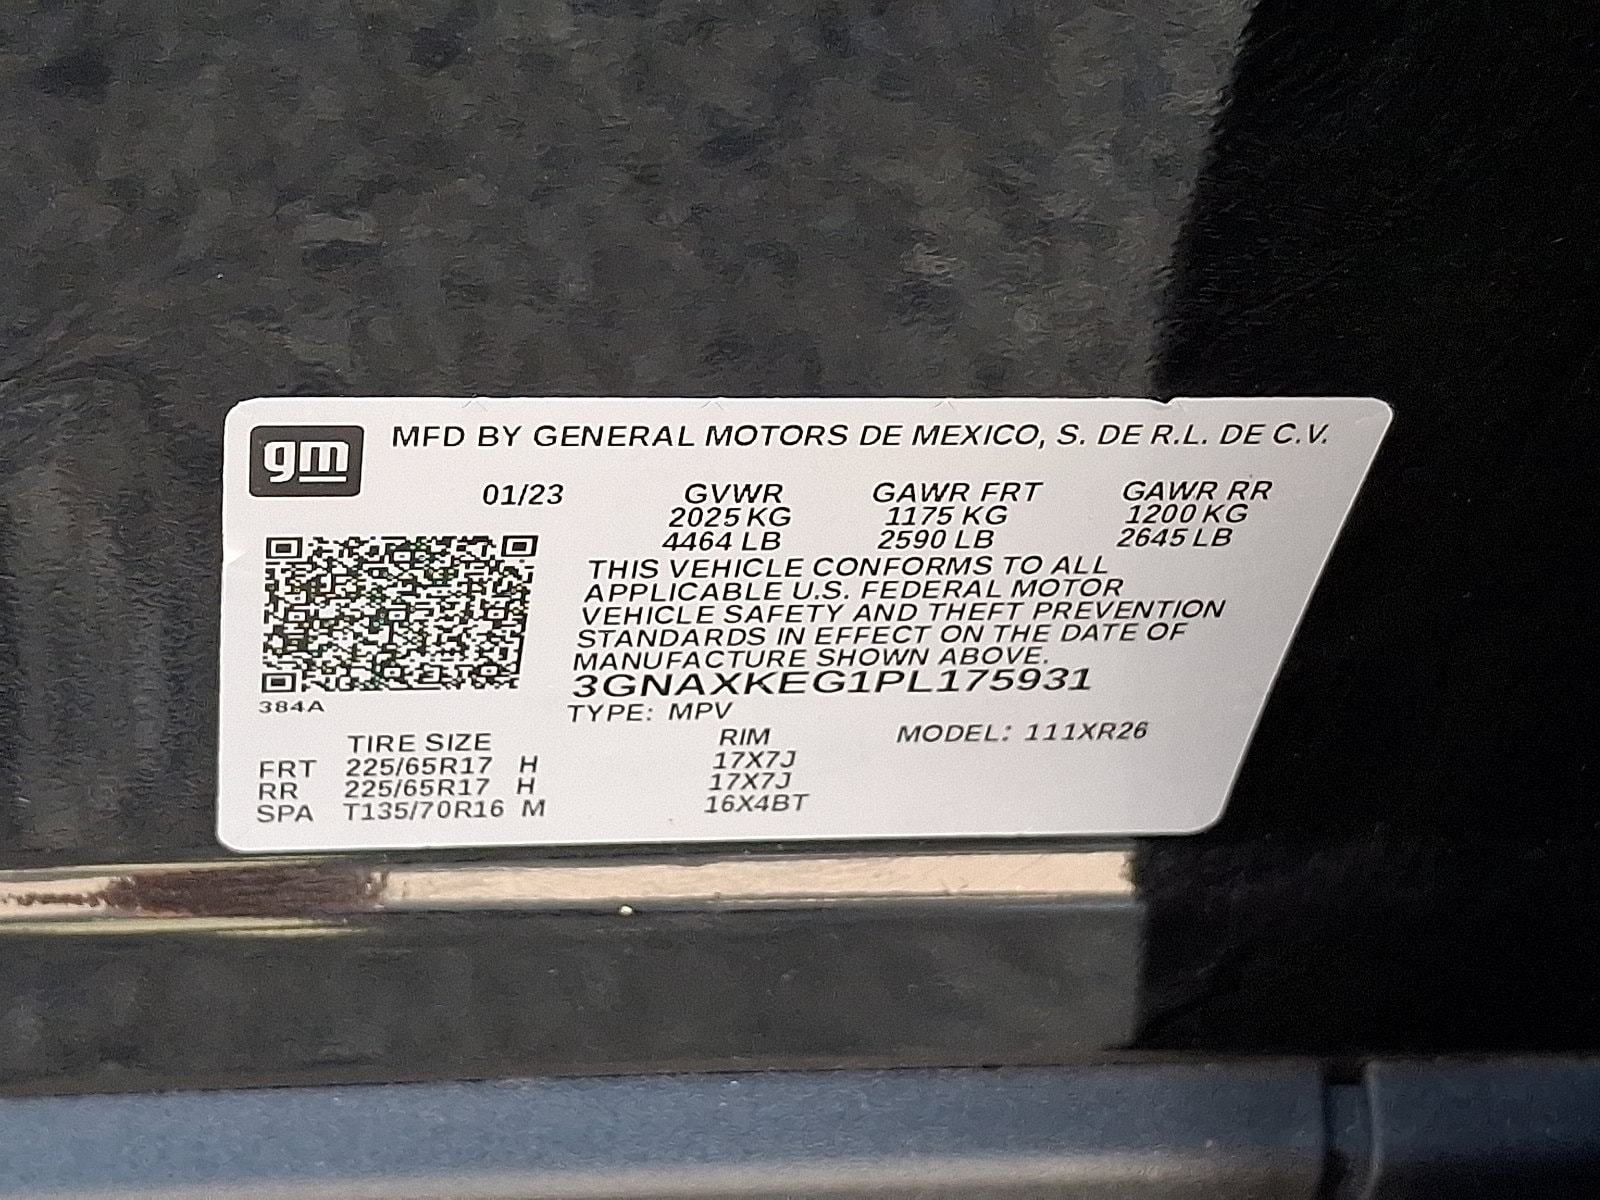 gm
MFD BY GENERAL MOTORS DE MEXICO, S. DE R.L. DE C.V.
01/23 GVWR GAWR FRT GAWR RR
2025 KG 1175 KG 1200 KG
4464 LB 2590 LB 2645 LB
THIS VEHICLE CONFORMS TO ALL
APPLICABLE U.S. FEDERAL MOTOR
VEHICLE SAFETY AND THEFT PREVENTION
STANDARDS IN EFFECT ON THE DATE OF
MANUFACTURE SHOWN ABOVE.
3GNAXKEG1PL175931
384A
TYPE: MPV
MODEL: 111XR26
TIRE SIZE RIM
FRT 225/65R17 H 17X7J
RR 225/65R17 H 17X7J
SPA T135/70R16 M 16X4BT